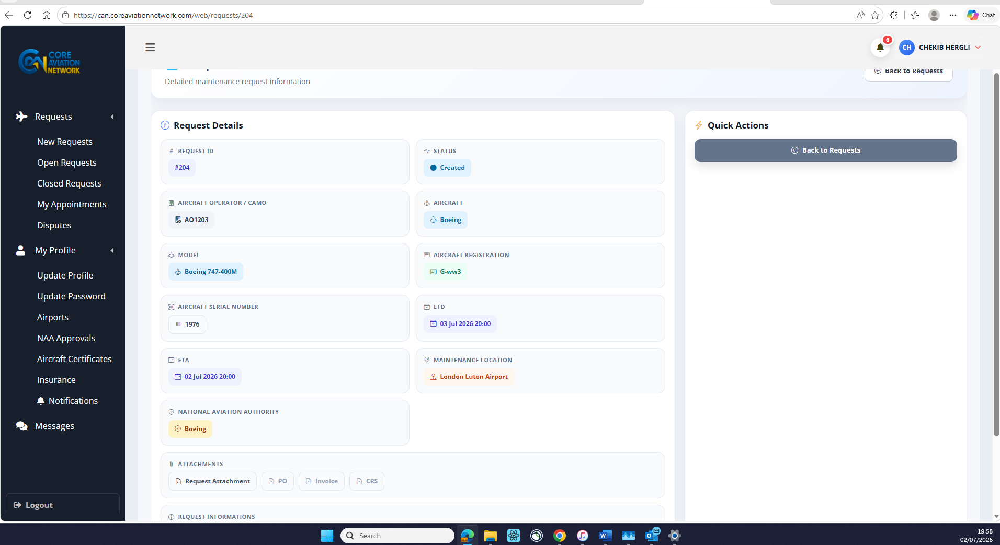 https://can.coreaviationnetwork.com/web/requests/204
Chat
CORE
AVIATION
NETWORK
6
CH
CHEKIB HERGLI
Requests
New Requests
Open Requests
Closed Requests
My Appointments
Disputes
My Profile
Update Profile
Update Password
Airports
NAA Approvals
Aircraft Certificates
Insurance
Notifications
Messages
Logout
Detailed maintenance request information
Back to Requests
Request Details
# REQUEST ID
#204
STATUS
Created
AIRCRAFT OPERATOR / CAMO
AO1203
AIRCRAFT
Boeing
MODEL
Boeing 747-400M
AIRCRAFT REGISTRATION
G-ww3
AIRCRAFT SERIAL NUMBER
1976
ETD
03 Jul 2026 20:00
ETA
02 Jul 2026 20:00
MAINTENANCE LOCATION
London Luton Airport
NATIONAL AVIATION AUTHORITY
Boeing
ATTACHMENTS
Request Attachment
PO
Invoice
CRS
REQUEST INFORMATIONS
Quick Actions
Back to Requests
Search
19:58
02/07/2026